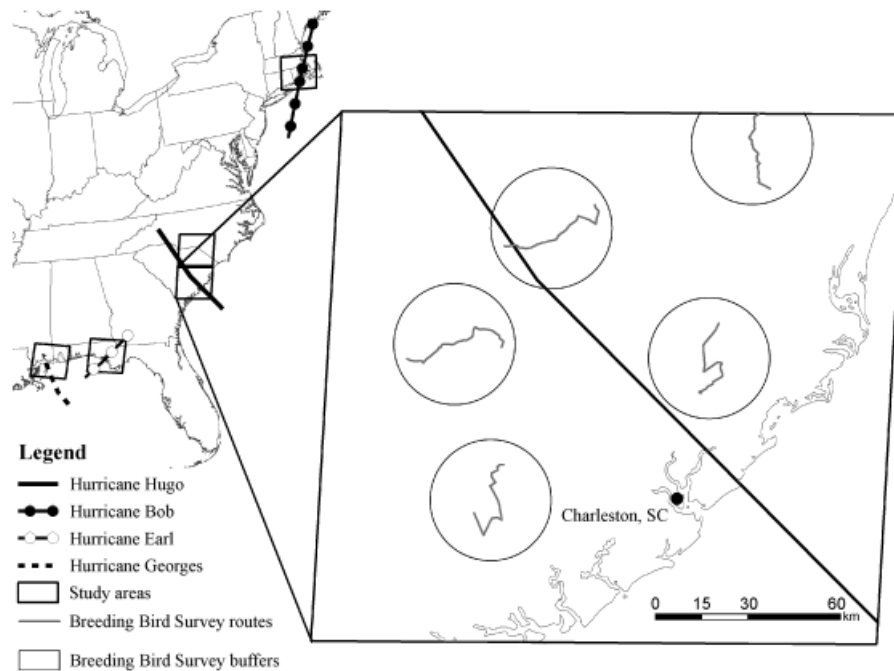 Charleston, SC
0 15 30 60
km
Legend
Hurricane Hugo
Hurricane Bob
Hurricane Earl
Hurricane Georges
Study areas
Breeding Bird Survey routes
Breeding Bird Survey buffers